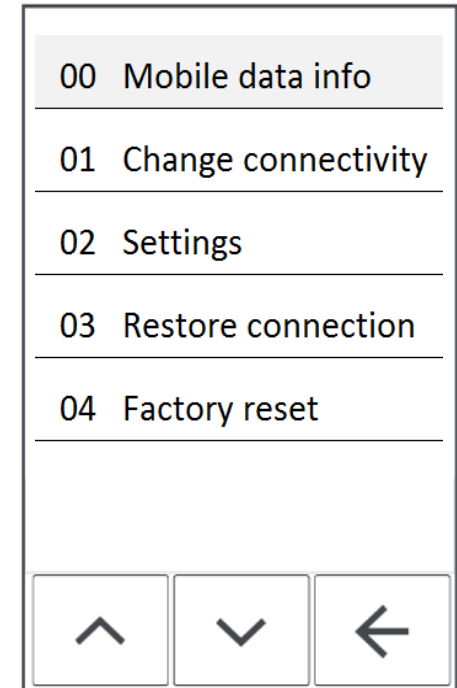 00 Mobile data info
01 Change connectivity
02 Settings
03 Restore connection
04 Factory reset